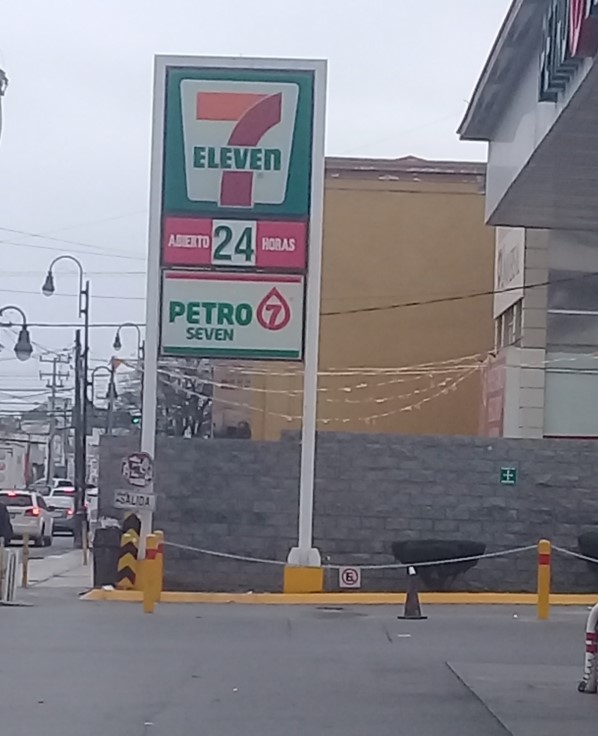 7
ELEVEN
ABIERTO 24 HORAS
PETRO 7
SEVEN
SALIDA
E